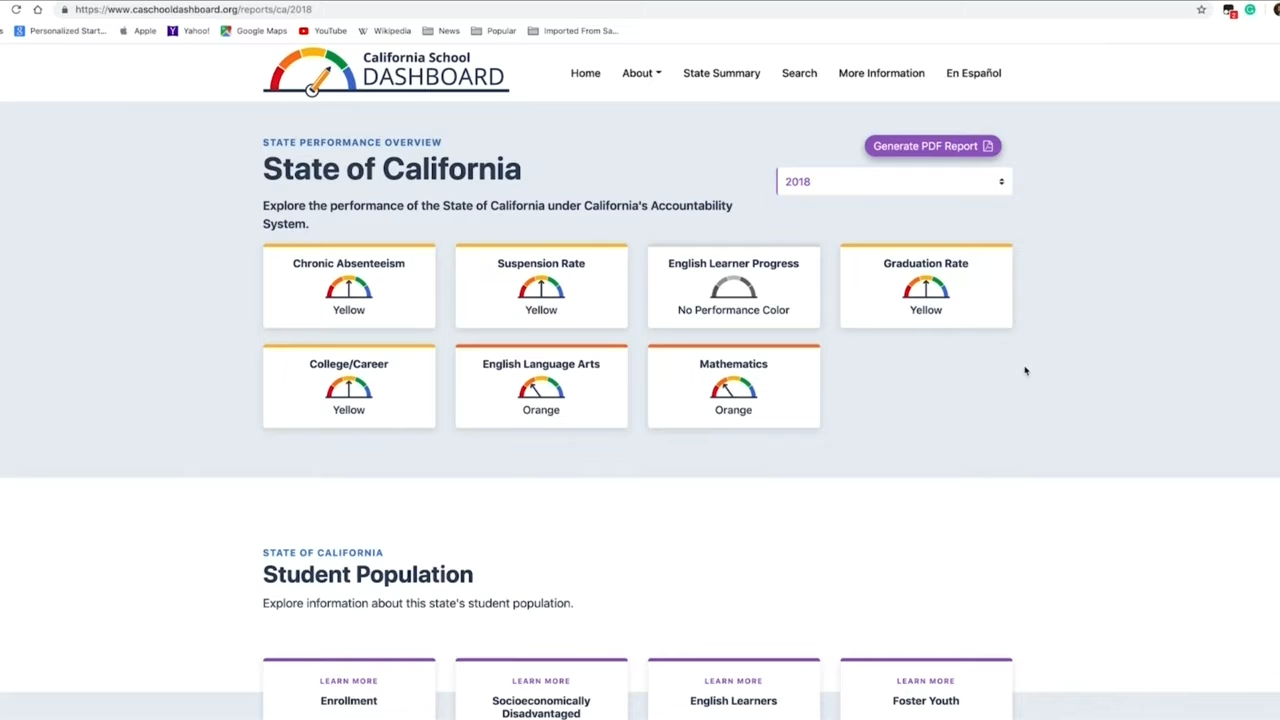 https://www.caschooldashboard.org/reports/ca/2018
Personalized Start...
Apple
Yahoo!
Google Maps
YouTube
Wikipedia
News
Popular
Imported From Sa...
California School
DASHBOARD
Home
About
State Summary
Search
More Information
En Español
STATE PERFORMANCE OVERVIEW
Generate PDF Report
State of California
2018
Explore the performance of the State of California under California's Accountability
System.
Chronic Absenteeism
Yellow
Suspension Rate
Yellow
English Learner Progress
No Performance Color
Graduation Rate
Yellow
College/Career
Yellow
English Language Arts
Orange
Mathematics
Orange
STATE OF CALIFORNIA
Student Population
Explore information about this state's student population.
LEARN MORE
Enrollment
LEARN MORE
Socioeconomically
Disadvantaged
LEARN MORE
English Learners
LEARN MORE
Foster Youth